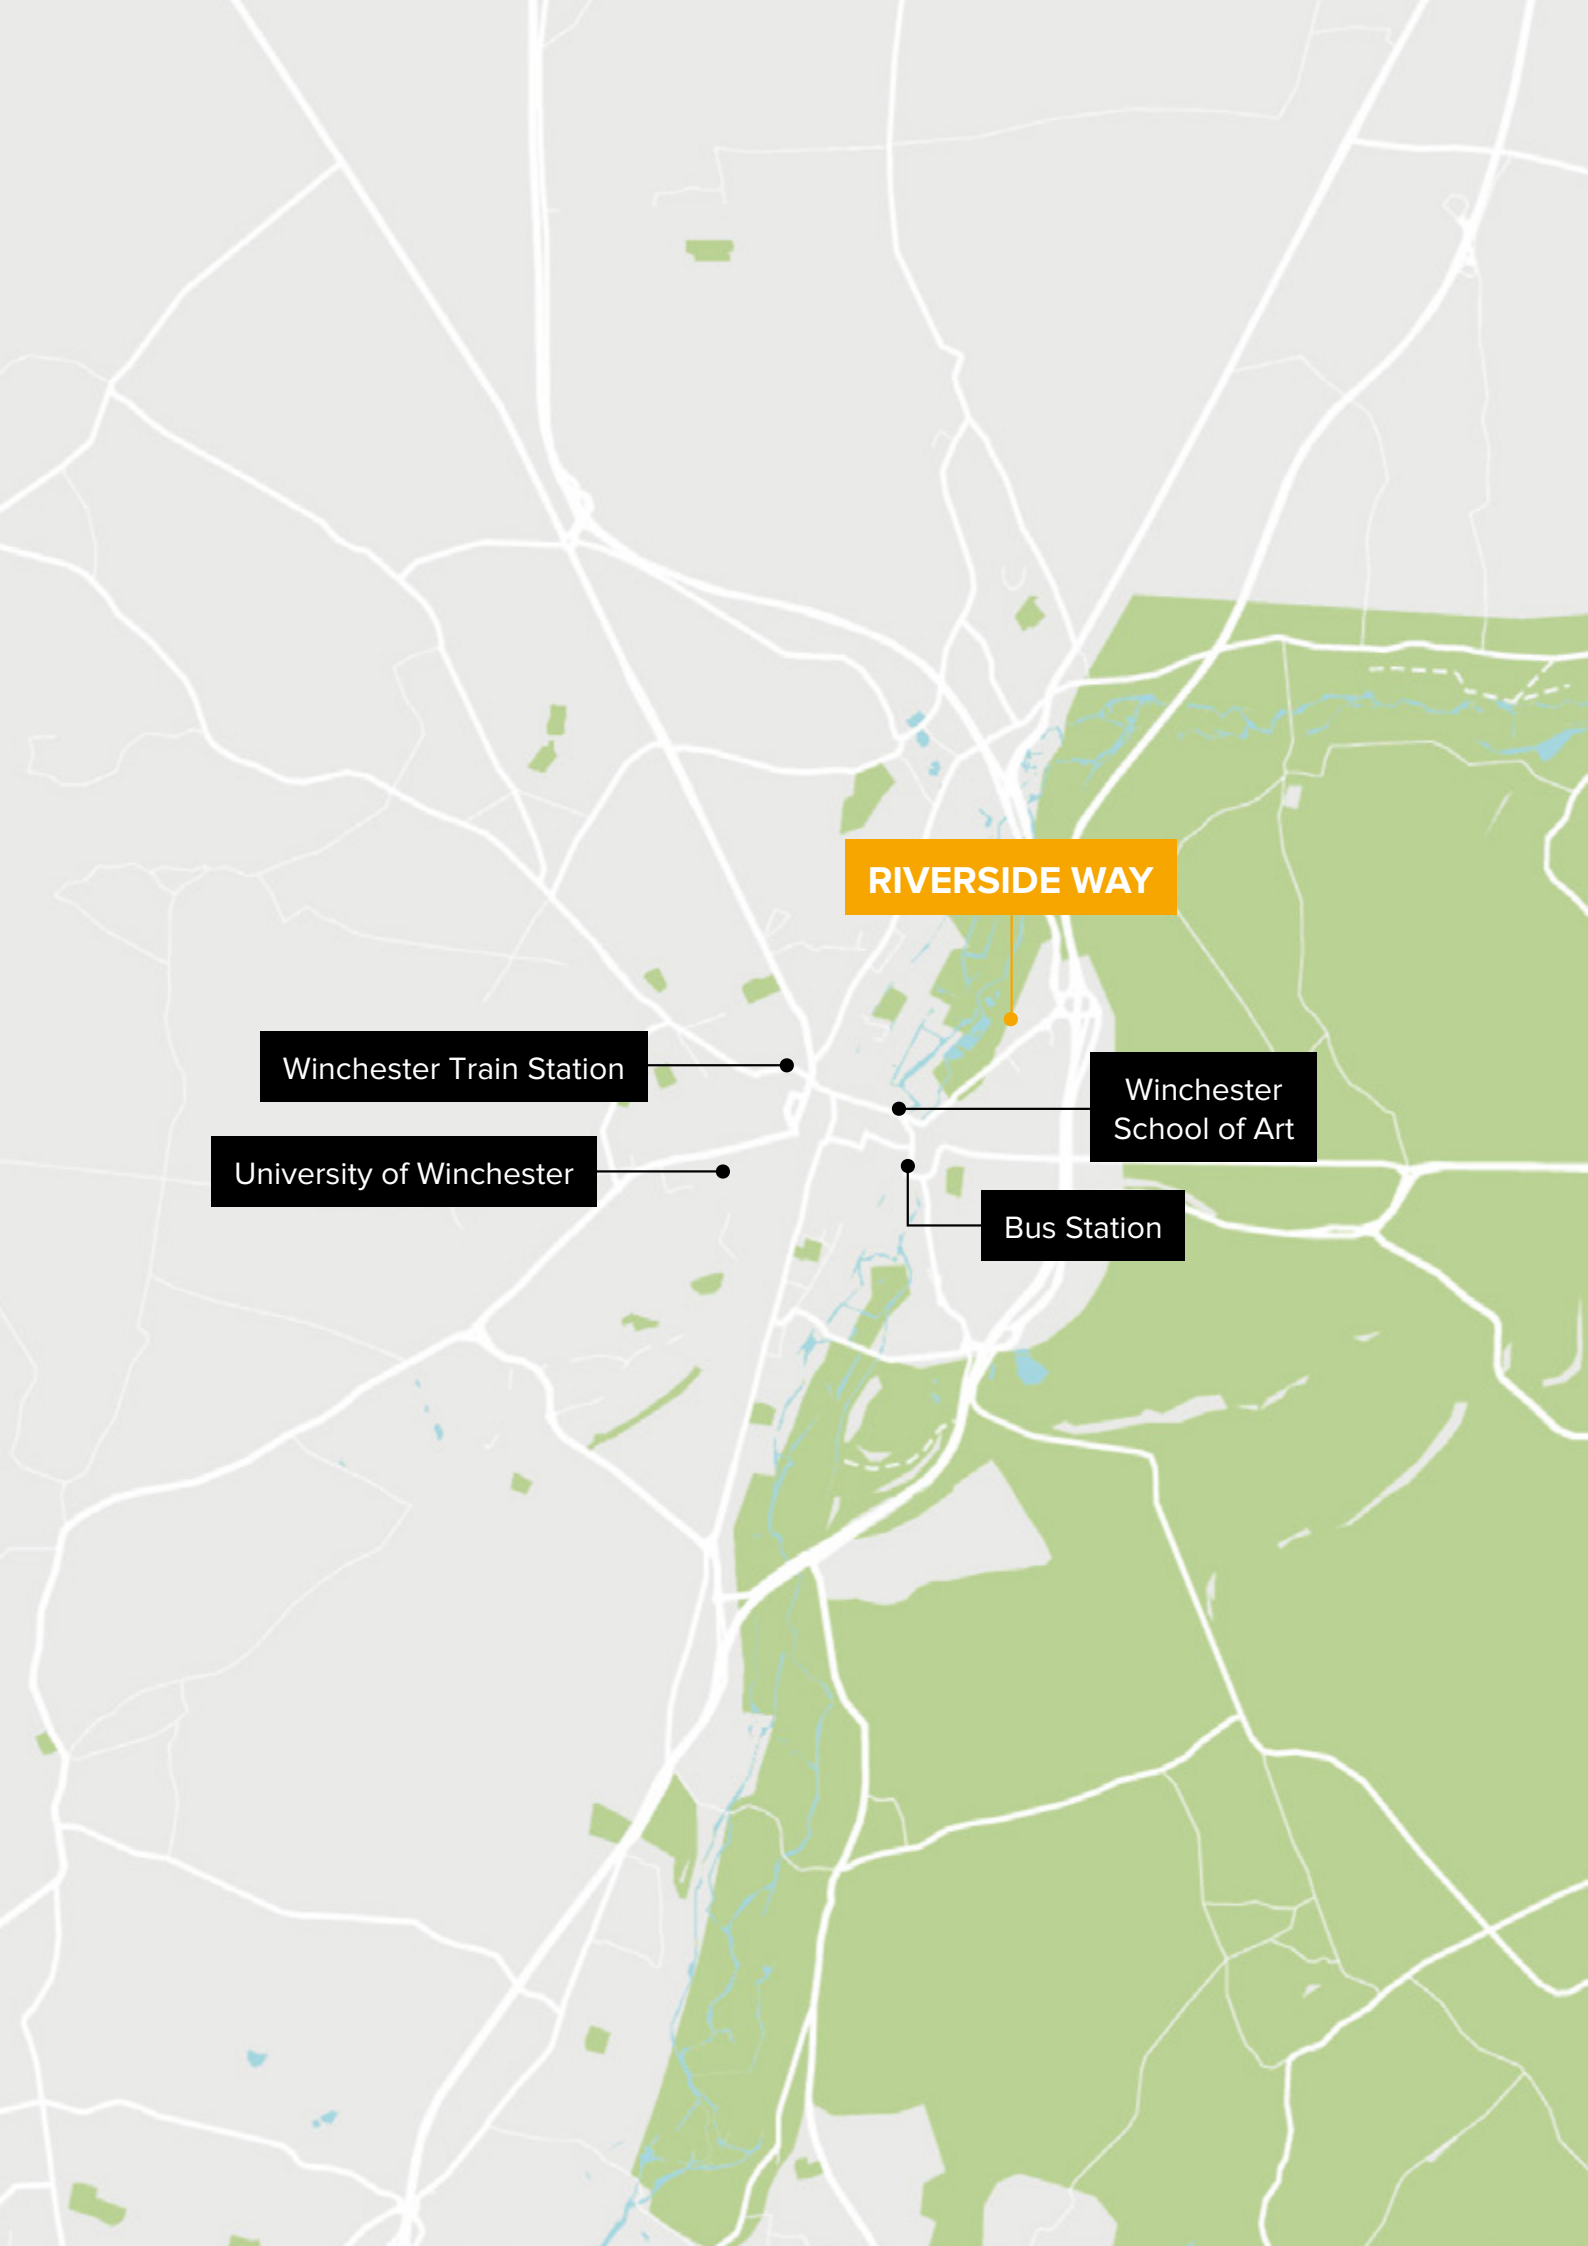 RIVERSIDE WAY
Winchester Train Station
Winchester
School of Art
University of Winchester
Bus Station